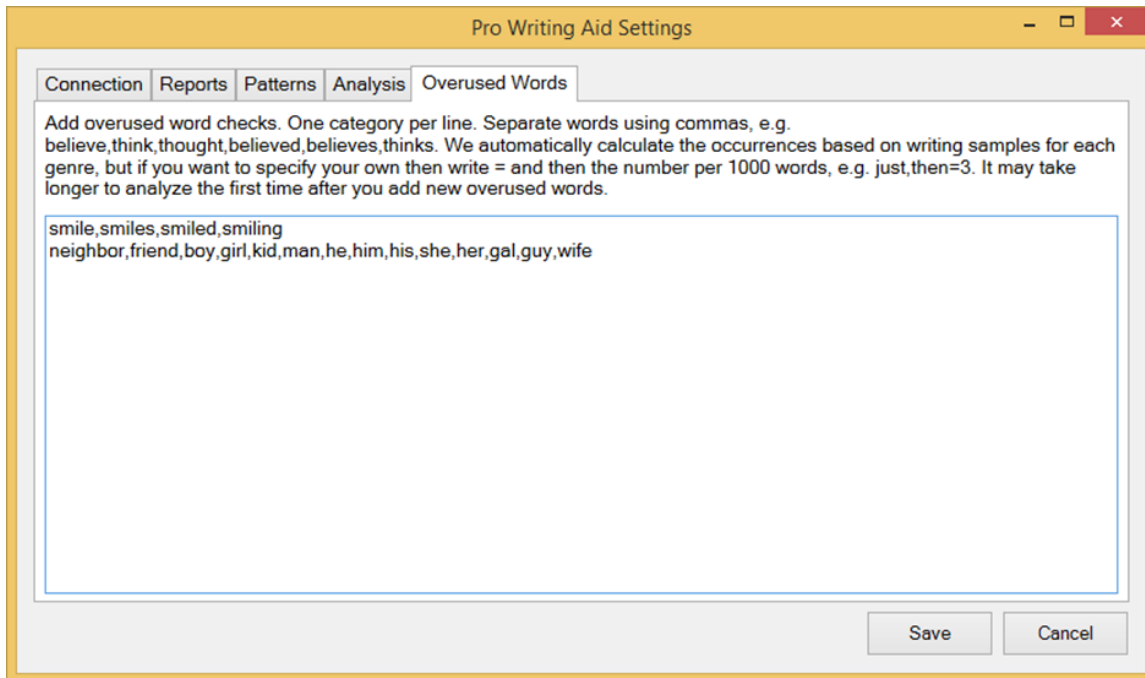 Pro Writing Aid Settings
Connection Reports Patterns Analysis Overused Words
Add overused word checks. One category per line. Separate words using commas, e.g.
believe,think,thought,believed,believes,thinks. We automatically calculate the occurrences based on writing samples for each
genre, but if you want to specify your own then write = and then the number per 1000 words, e.g. just,then=3. It may take
longer to analyze the first time after you add new overused words.
smile,smiles,smiled,smiling
neighbor,friend,boy,girl,kid,man,he,him,his,she,her,gal,guy,wife
Save Cancel